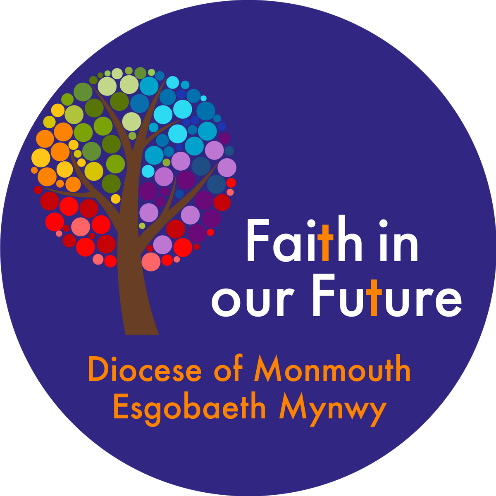 Faith in
our Future
Diocese of Monmouth
Esgobaeth Mynwy